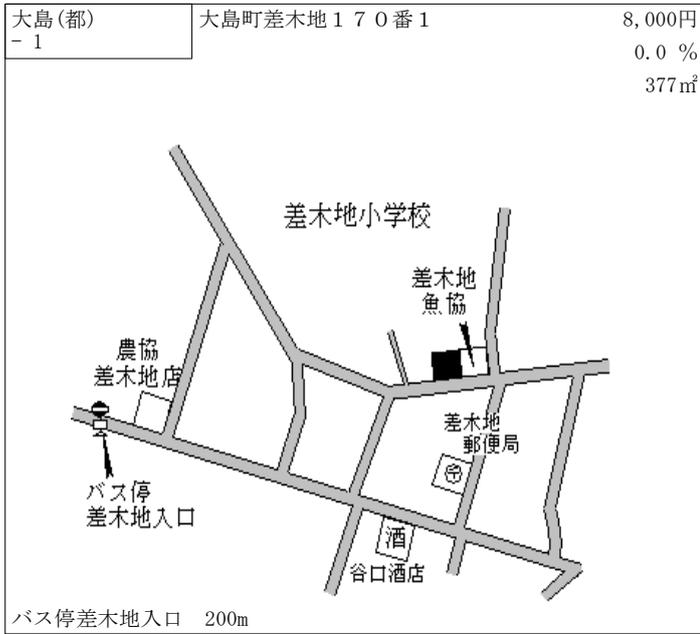 大島(都)
- 1
大島町差木地１７０番1
8,000円
0.0 %
377㎡
差木地小学校
差木地
魚協
農協
差木地店
差木地
郵便局
バス停
差木地入口
酒
谷口酒店
バス停差木地入口　200m